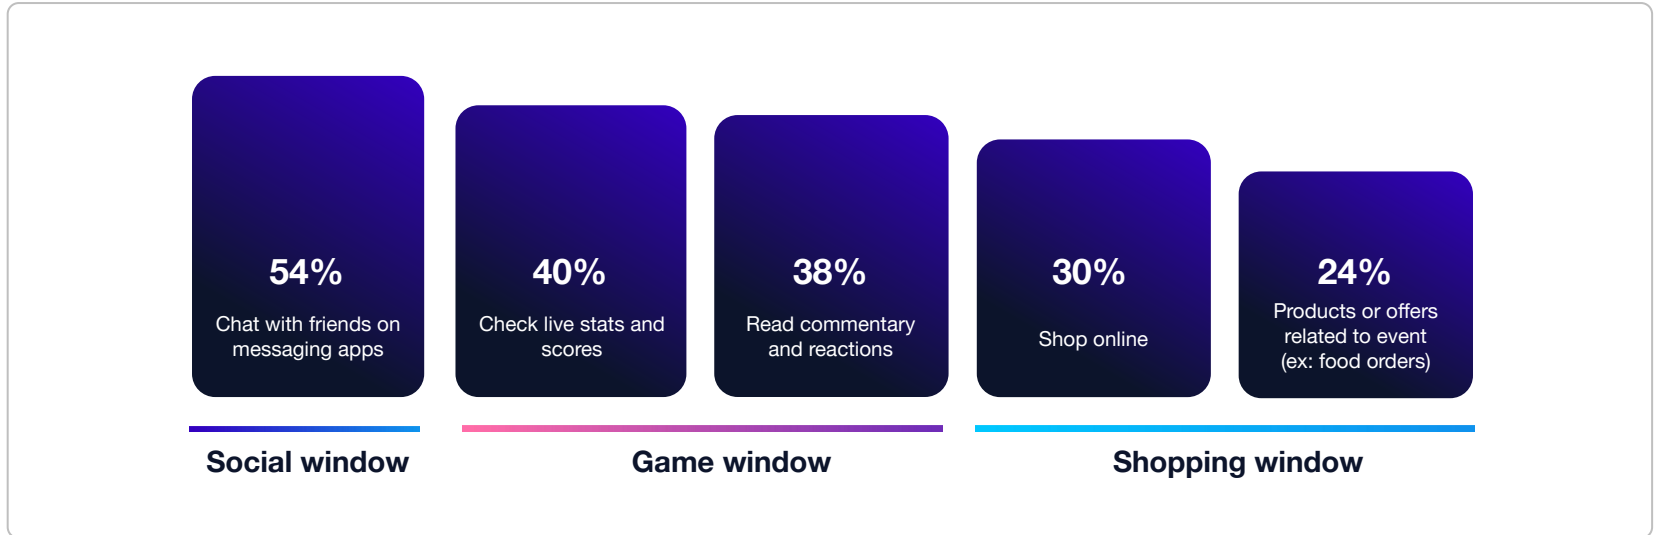 54%
Chat with friends on
messaging apps
40%
Check live stats and
scores
38%
Read commentary
and reactions
30%
Shop online
24%
Products or offers
related to event
(ex: food orders)
Social window
Game window
Shopping window